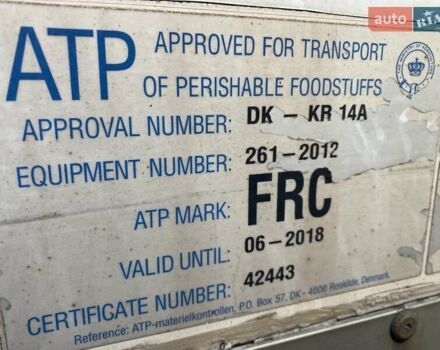 auto RIA
ATP APPROVED FOR TRANSPORT
OF PERISHABLE FOODSTUFFS
APPROVAL NUMBER: DK – KR 14A
EQUIPMENT NUMBER: 261–2012
ATP MARK: FRC
VALID UNTIL: 06–2018
CERTIFICATE NUMBER: 42443
Reference: ATP-materielkontrollen, P.O. Box 57, DK - 4000 Roskilde, Denmark.